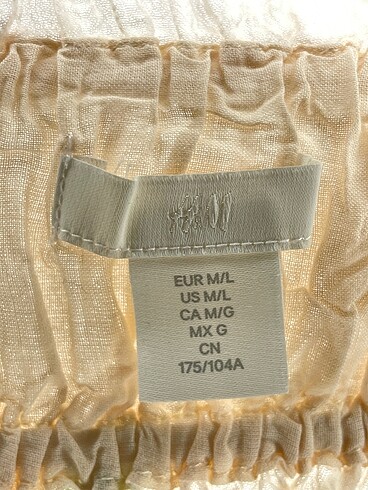 EUR M/L
US M/L
CA M/G
MX G
CN
175/104A